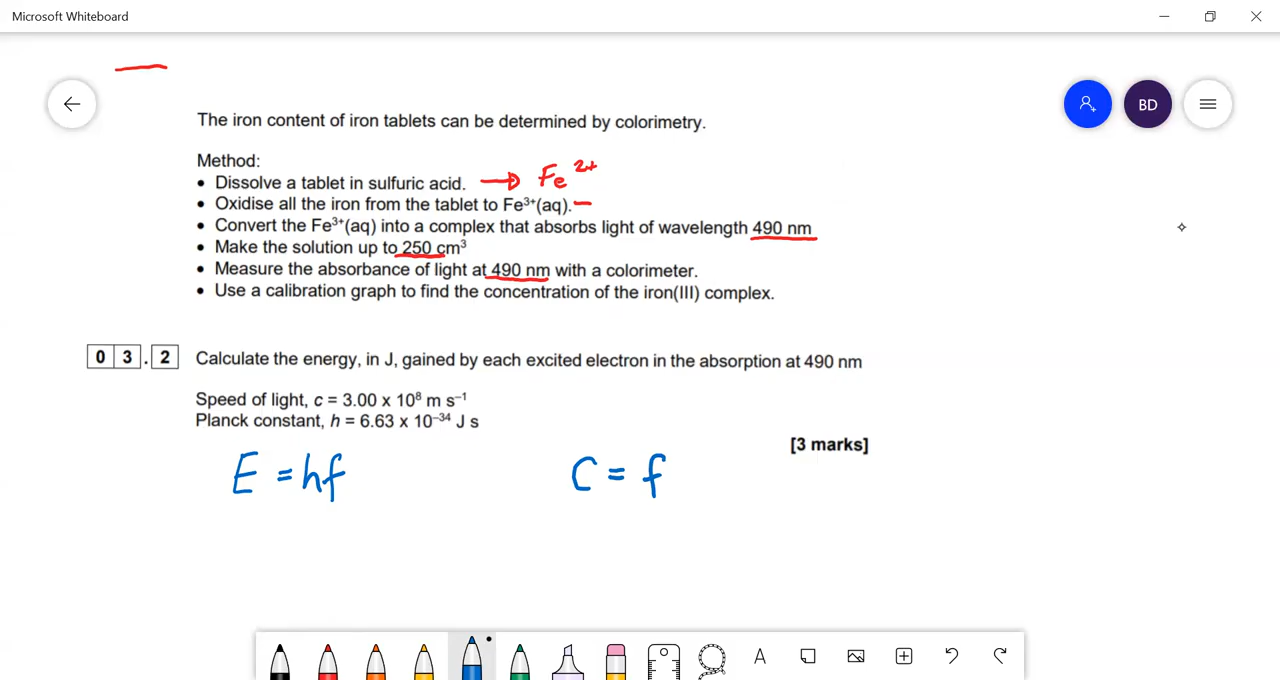 Microsoft Whiteboard
BD
The iron content of iron tablets can be determined by colorimetry.
Method:
• Dissolve a tablet in sulfuric acid. → Fe²⁺
• Oxidise all the iron from the tablet to Fe³⁺(aq).
• Convert the Fe³⁺(aq) into a complex that absorbs light of wavelength 490 nm
• Make the solution up to 250 cm³
• Measure the absorbance of light at 490 nm with a colorimeter.
• Use a calibration graph to find the concentration of the iron(III) complex.
0 3 . 2 Calculate the energy, in J, gained by each excited electron in the absorption at 490 nm
Speed of light, c = 3.00 x 10⁸ m s⁻¹
Planck constant, h = 6.63 x 10⁻³⁴ J s
[3 marks]
E = hf C = f
A